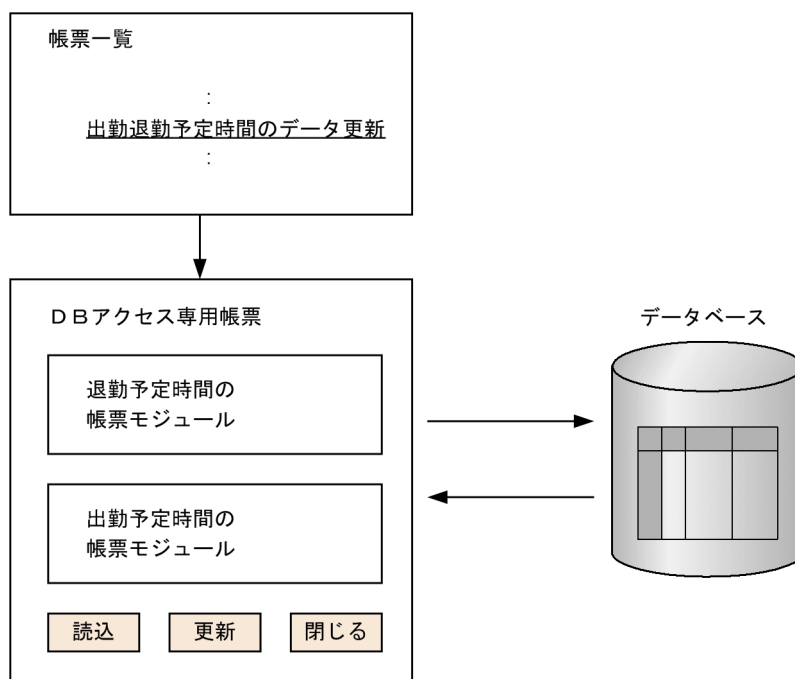 帳票一覧
:
出勤退勤予定時間のデータ更新
:
ＤＢアクセス専用帳票
退勤予定時間の
帳票モジュール
出勤予定時間の
帳票モジュール
読込
更新
閉じる
データベース